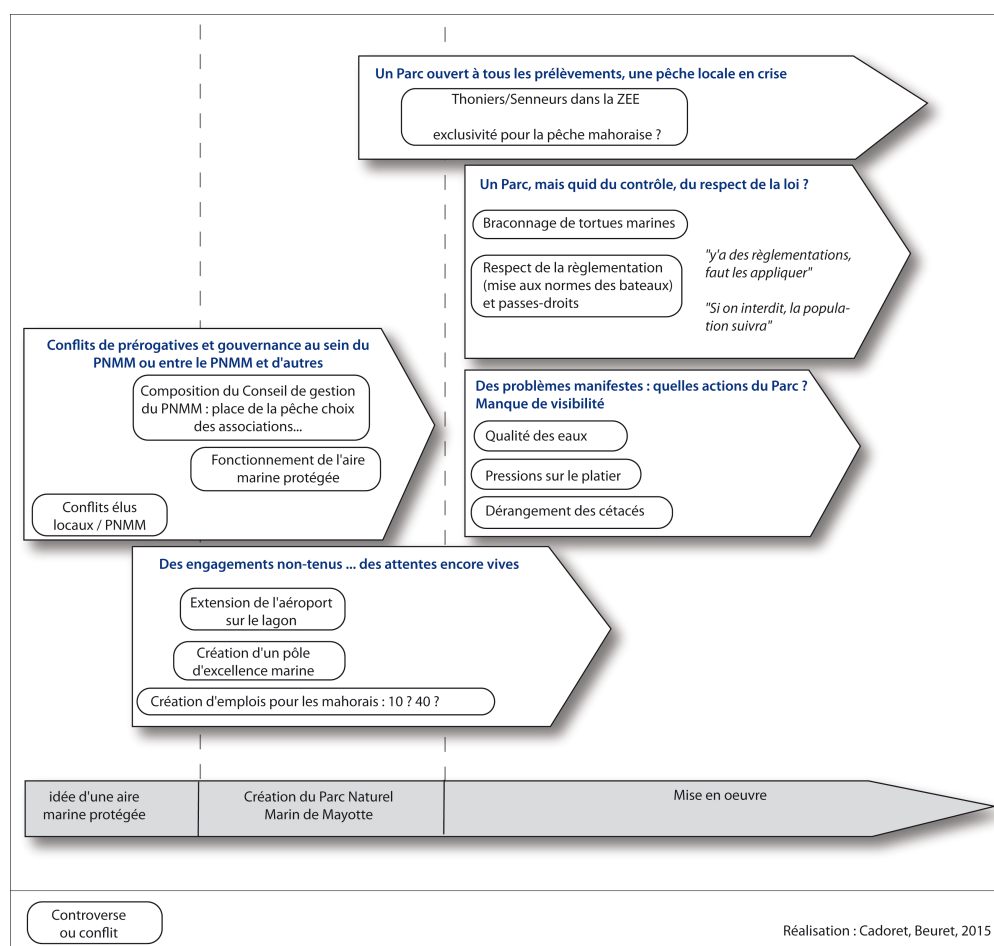 Un Parc ouvert à tous les prélèvements, une pêche locale en crise
Thoniers/Senneurs dans la ZEE
exclusivité pour la pêche mahoraise ?
Un Parc, mais quid du contrôle, du respect de la loi ?
Braconnage de tortues marines
Respect de la règlementation
(mise aux normes des bateaux)
et passes-droits
"y'a des règlementations,
faut les appliquer"
"Si on interdit, la popula-
tion suivra"
Conflits de prérogatives et gouvernance au sein du
PNMM ou entre le PNMM et d'autres
Composition du Conseil de gestion
du PNMM : place de la pêche choix
des associations...
Fonctionnement de l'aire
marine protégée
Conflits élus
locaux / PNMM
Des problèmes manifestes : quelles actions du Parc ?
Manque de visibilité
Qualité des eaux
Pressions sur le platier
Dérangement des cétacés
Des engagements non-tenus ... des attentes encore vives
Extension de l'aéroport
sur le lagon
Création d'un pôle
d'excellence marine
Création d'emplois pour les mahorais : 10 ? 40 ?
idée d'une aire
marine protégée
Création du Parc Naturel
Marin de Mayotte
Mise en oeuvre
Controverse
ou conflit
Réalisation : Cadoret, Beuret, 2015